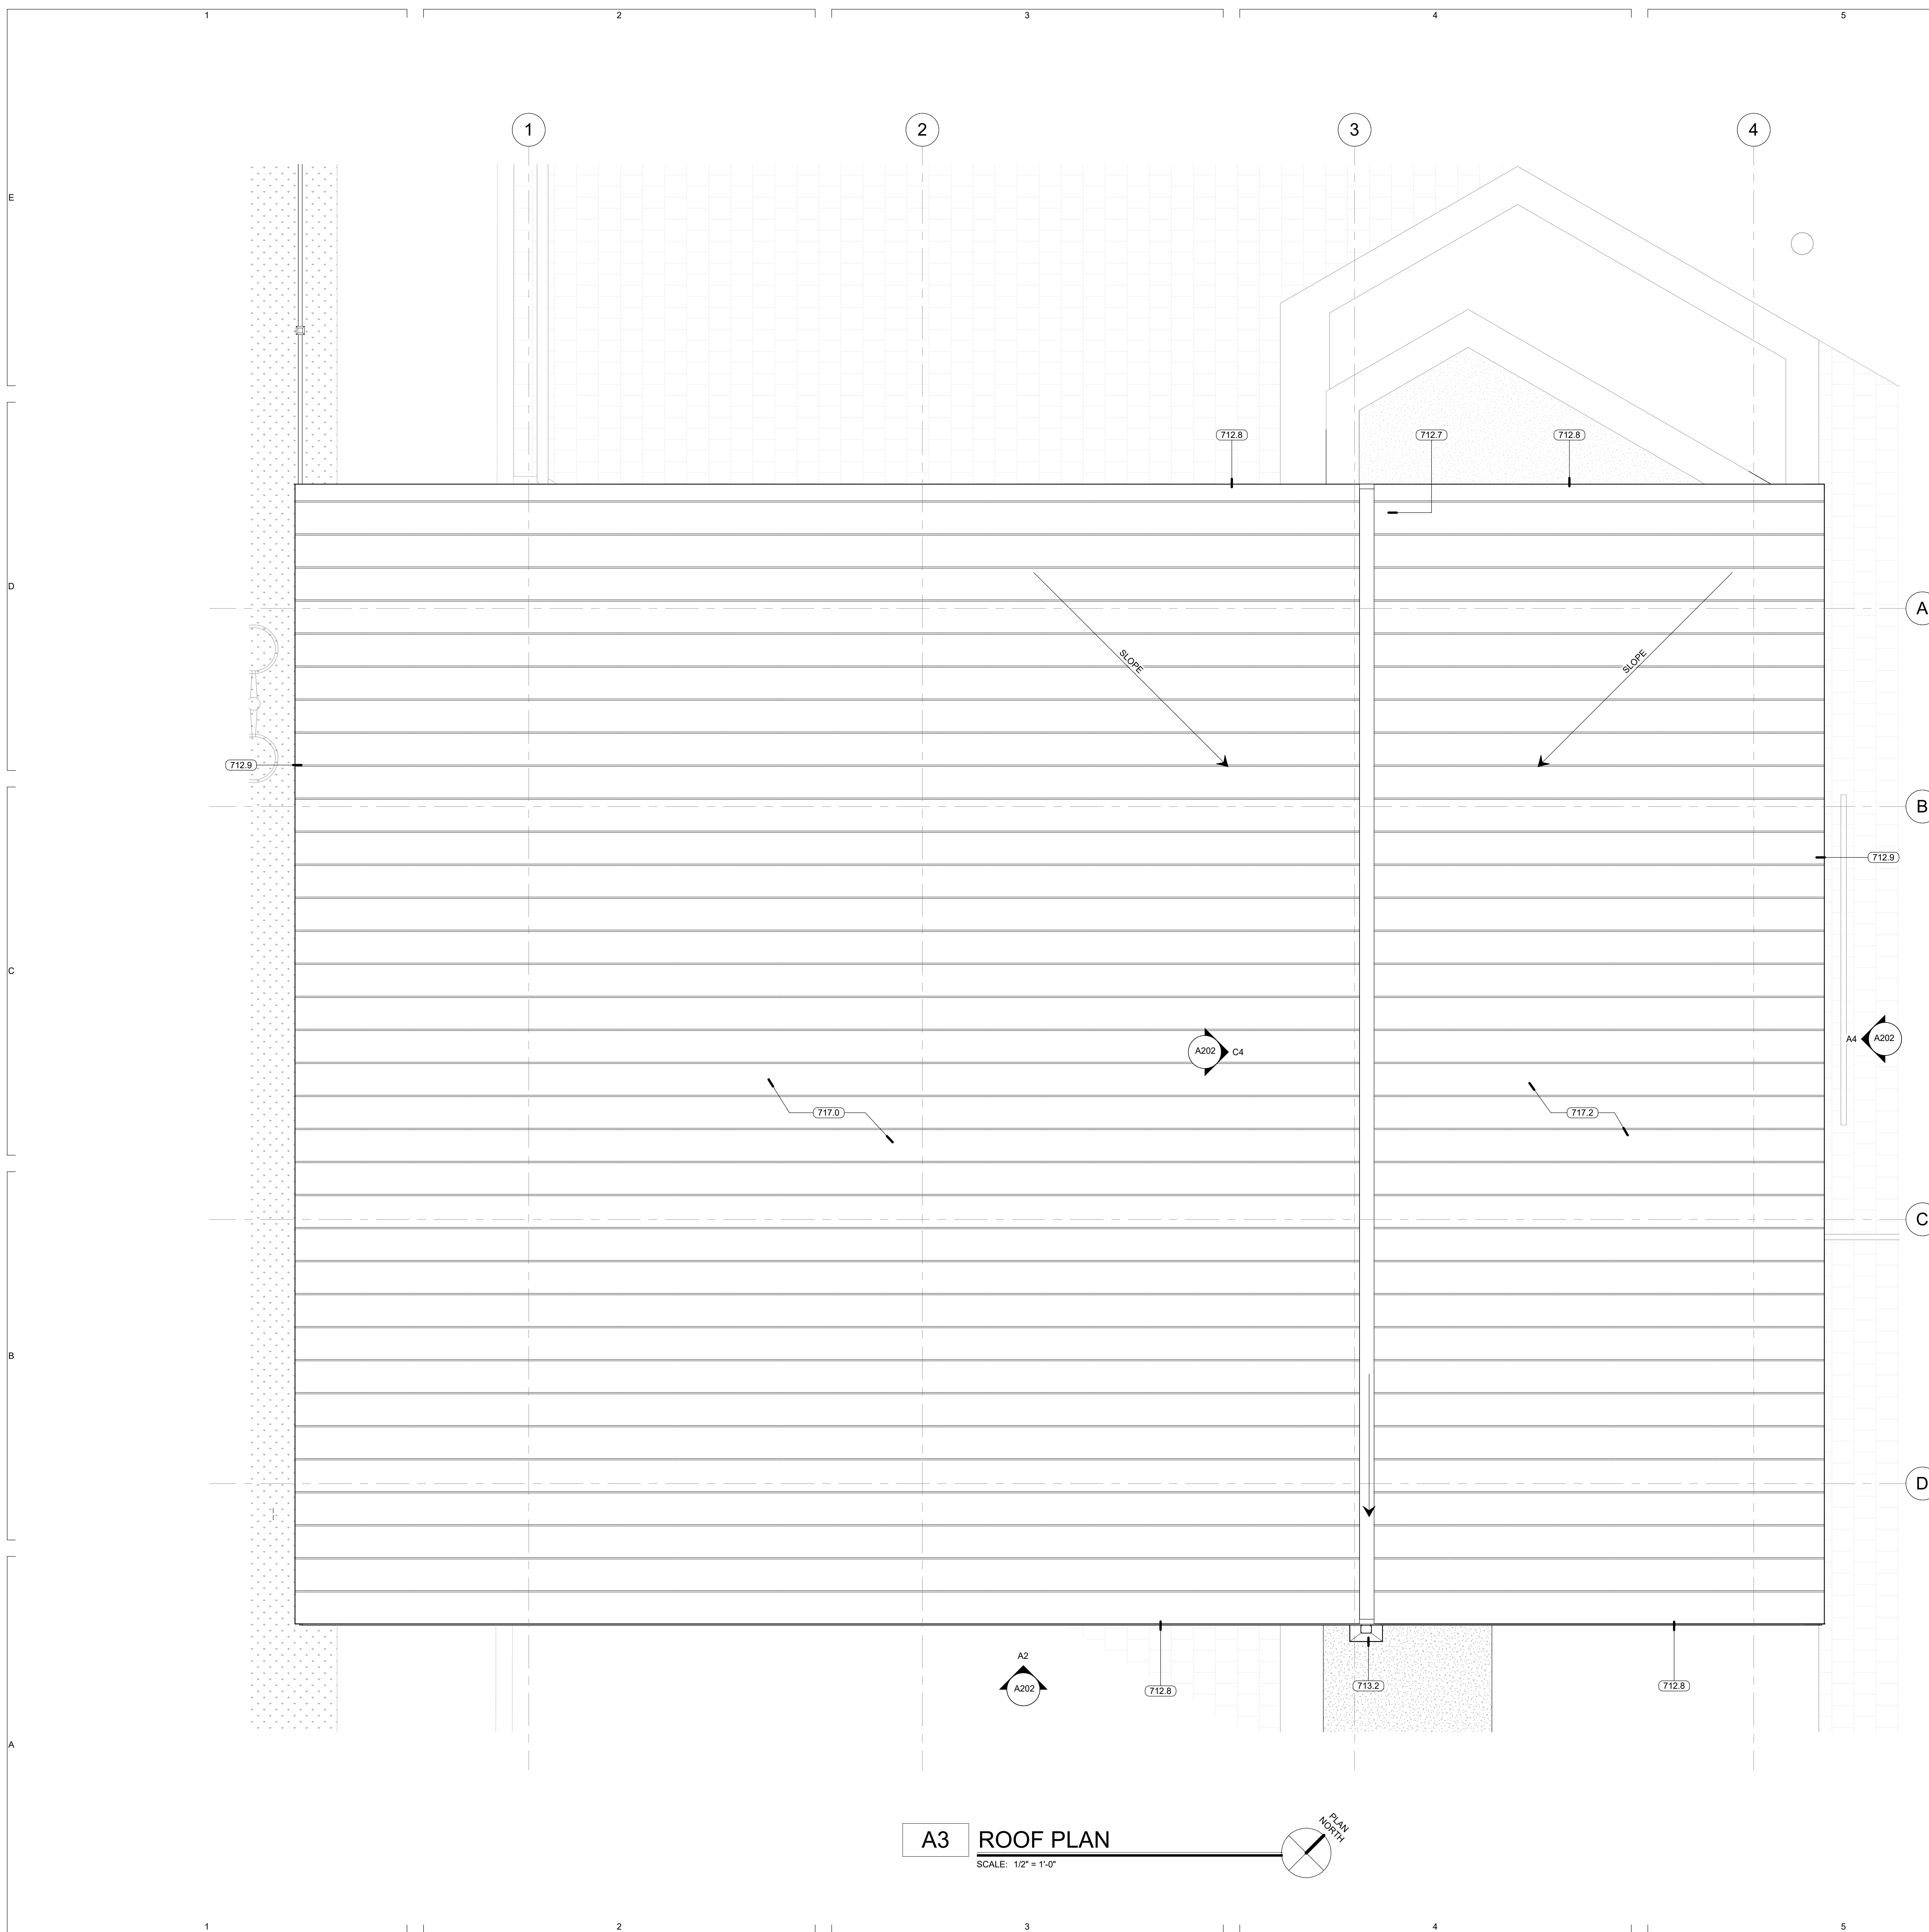 1 2 3 4 5
1 2 3 4
E
712.8 712.7 712.8
D
A
SLOPE SLOPE
712.9
B
712.9
C
A202 C4
A4 A202
717.0 717.2
C
B
D
A2
A202
712.8 713.2 712.8
A
A3 ROOF PLAN
SCALE: 1/2" = 1'-0"
PLAN
NORTH
1 2 3 4 5